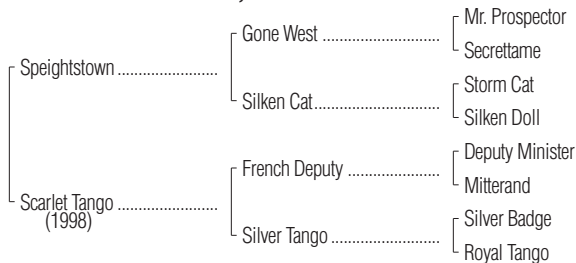 Mr. Prospector
Gone West ........................
Secrettame
Speightstown ......................
Storm Cat
Silken Cat..........................
Silken Doll
Deputy Minister
French Deputy ...................
Mitterand
Scarlet Tango ......................
(1998)
Silver Badge
Silver Tango ......................
Royal Tango